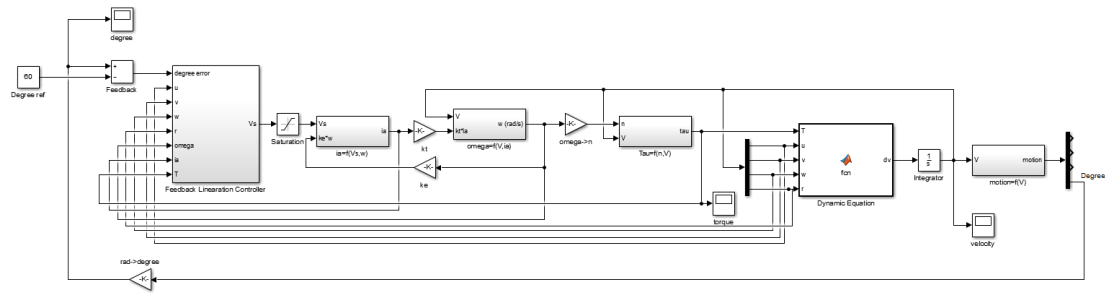 degree
60
Degree ref
+
−
Feedback
degree error
u
v
w
r
omega
ia
T
Vs
Feedback Linearation Controller
Saturation
Vs
ke*w
ia
ia=f(Vs,w)
-K-
kt
-K-
ke
V
kt*ia
w (rad/s)
omega=f(V,ia)
-K-
omega->n
n
V
tau
Tau=f(n,V)
torque
T
u
v
w
r
fcn
dv
Dynamic Equation
1
s
Integrator
V
motion
motion=f(V)
Degree
velocity
rad->degree
-K-